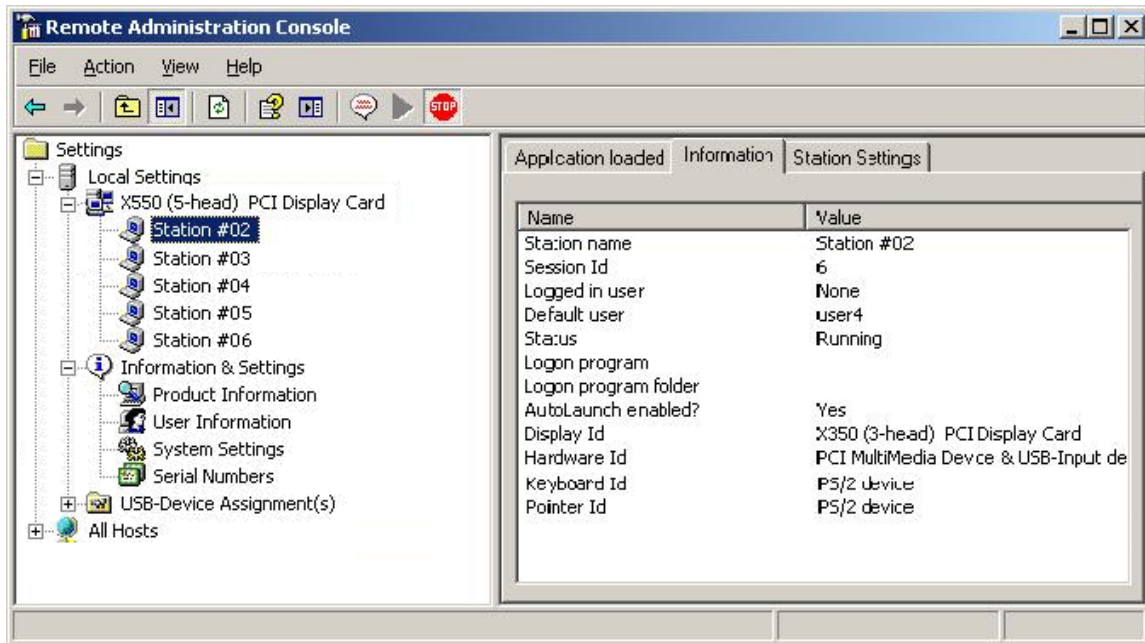 Remote Administration Console
File Action View Help
STOP
Settings
Local Settings
X550 (5-head) PCI Display Card
Station #02
Station #03
Station #04
Station #05
Station #06
Information & Settings
Product Information
User Information
System Settings
Serial Numbers
USB-Device Assignment(s)
All Hosts
Application loaded Information Station Settings
Name Value
Station name Station #02
Session Id 6
Logged in user None
Default user user4
Status Running
Logon program
Logon program folder
AutoLaunch enabled? Yes
Display Id X350 (3-head) PCI Display Card
Hardware Id PCI MultiMedia Device & USB-Input de
Keyboard Id PS/2 device
Pointer Id PS/2 device